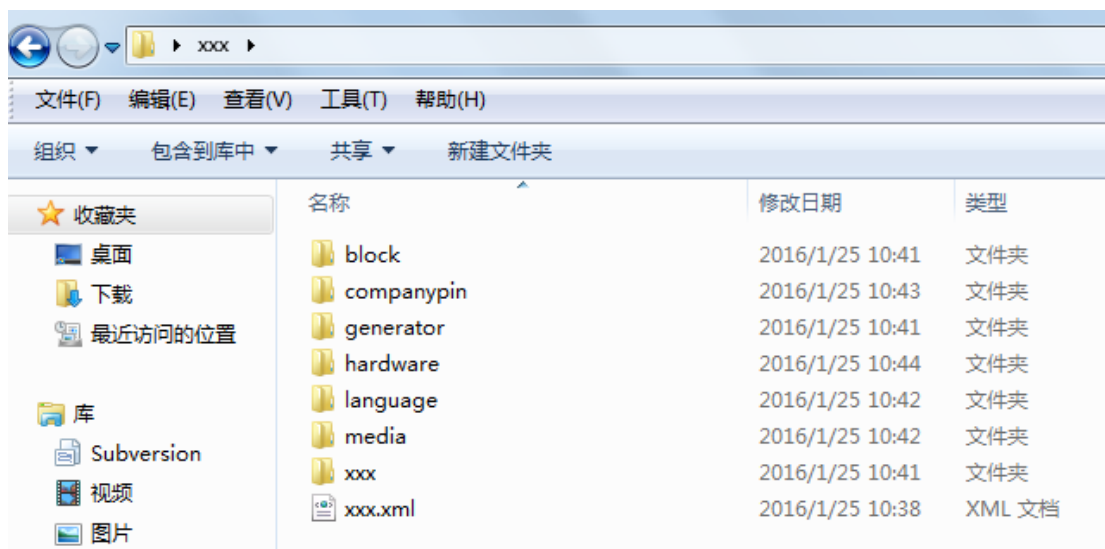 xxx
文件(F) 编辑(E) 查看(V) 工具(T) 帮助(H)
组织 包含到库中 共享 新建文件夹
收藏夹
桌面
下载
最近访问的位置
库
Subversion
视频
图片
名称 修改日期 类型
block 2016/1/25 10:41 文件夹
companypin 2016/1/25 10:43 文件夹
generator 2016/1/25 10:41 文件夹
hardware 2016/1/25 10:44 文件夹
language 2016/1/25 10:42 文件夹
media 2016/1/25 10:42 文件夹
xxx 2016/1/25 10:41 文件夹
xxx.xml 2016/1/25 10:38 XML 文档